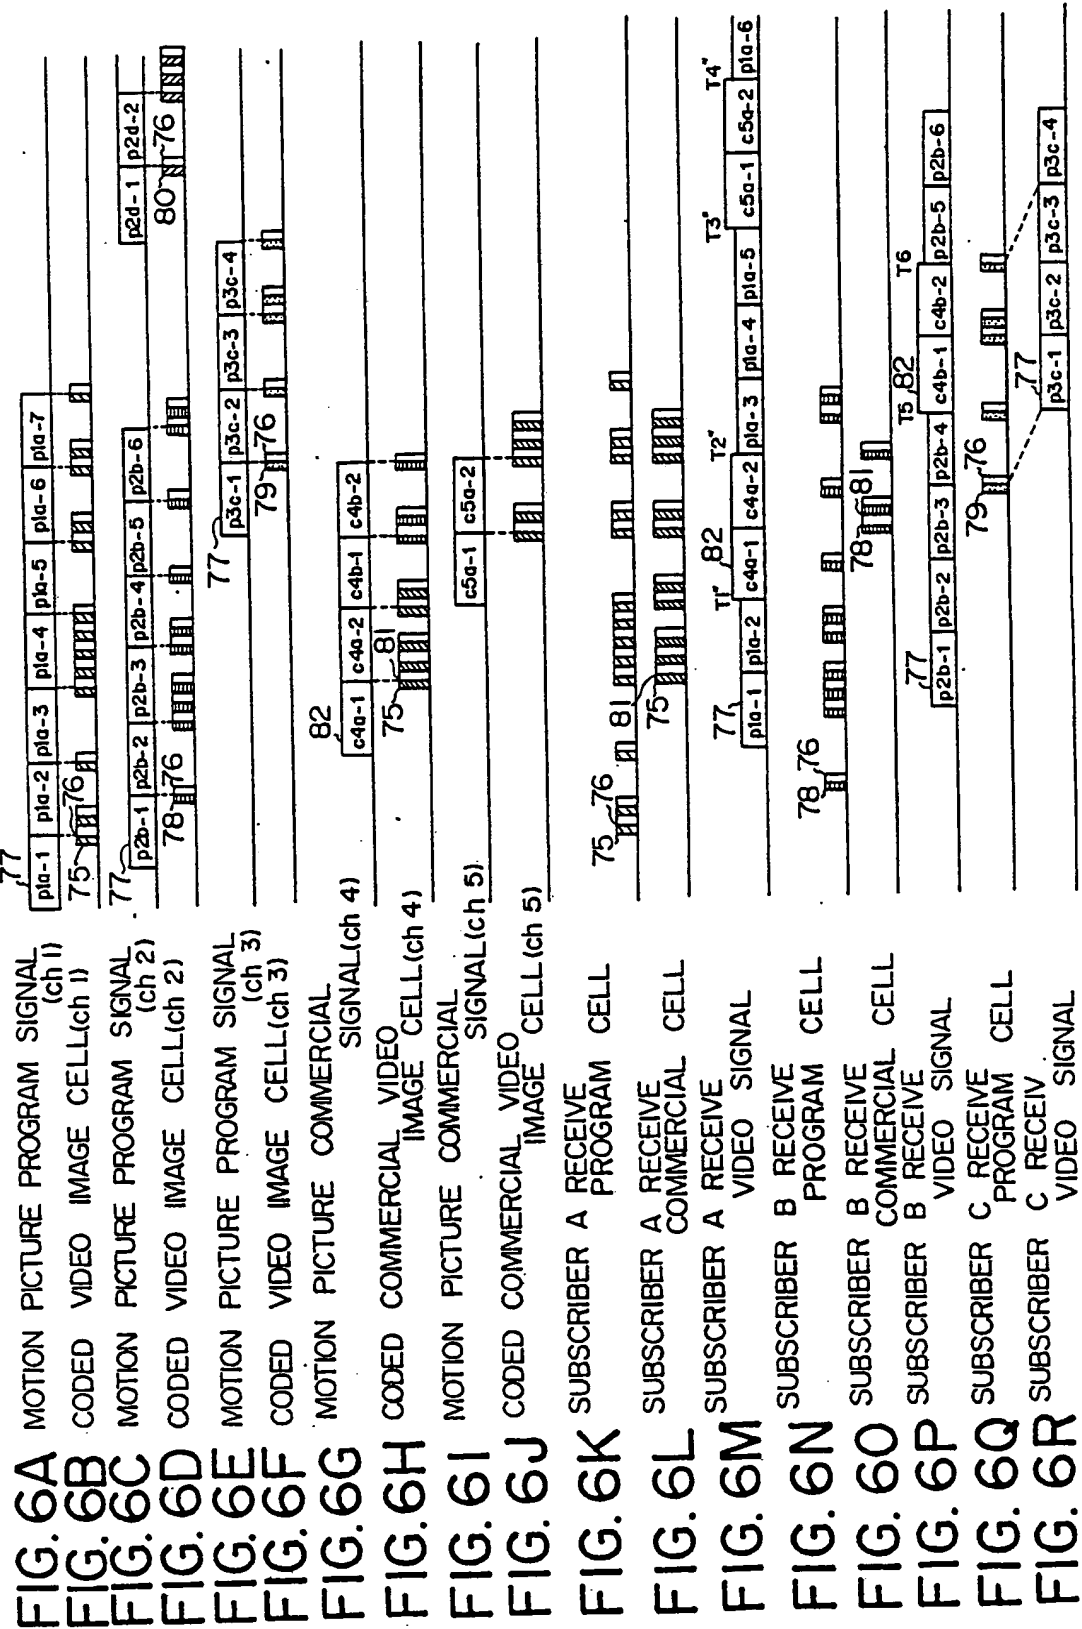 FIG. 6A MOTION PICTURE PROGRAM SIGNAL (ch 1)
77
p1a-1 p1a-2 p1a-3 p1a-4 p1a-5 p1a-6 p1a-7
FIG. 6B CODED VIDEO IMAGE CELL(ch 1)
75 76
FIG. 6C MOTION PICTURE PROGRAM SIGNAL (ch 2)
77
p2b-1 p2b-2 p2b-3 p2b-4 p2b-5 p2b-6 p2d-1 p2d-2
FIG. 6D CODED VIDEO IMAGE CELL(ch 2)
78 76 80 76
FIG. 6E MOTION PICTURE PROGRAM SIGNAL (ch 3)
77
p3c-1 p3c-2 p3c-3 p3c-4
FIG. 6F CODED VIDEO IMAGE CELL(ch 3)
79 76
FIG. 6G MOTION PICTURE COMMERCIAL
SIGNAL(ch 4)
82
c4a-1 c4a-2 c4b-1 c4b-2
FIG. 6H CODED COMMERCIAL VIDEO
IMAGE CELL(ch 4)
75 81
FIG. 6I MOTION PICTURE COMMERCIAL
SIGNAL(ch 5)
c5a-1 c5a-2
FIG. 6J CODED COMMERCIAL VIDEO
IMAGE CELL(ch 5)
FIG. 6K SUBSCRIBER A RECEIVE
PROGRAM CELL
75 76
FIG. 6L SUBSCRIBER A RECEIVE
COMMERCIAL CELL
81
75
FIG. 6M SUBSCRIBER A RECEIVE
VIDEO SIGNAL
T1" 82 T2" T3" T4"
77
p1a-1 p1a-2 c4a-1 c4a-2 p1a-3 p1a-4 p1a-5 c5a-1 c5a-2 p1a-6
FIG. 6N SUBSCRIBER B RECEIVE
PROGRAM CELL
78 76
FIG. 6O SUBSCRIBER B RECEIVE
COMMERCIAL CELL
78 81
FIG. 6P SUBSCRIBER B RECEIVE
VIDEO SIGNAL
T5 82 T6
77
p2b-1 p2b-2 p2b-3 p2b-4 c4b-1 c4b-2 p2b-5 p2b-6
FIG. 6Q SUBSCRIBER C RECEIVE
PROGRAM CELL
79 76
FIG. 6R SUBSCRIBER C RECEIV
VIDEO SIGNAL
77
p3c-1 p3c-2 p3c-3 p3c-4